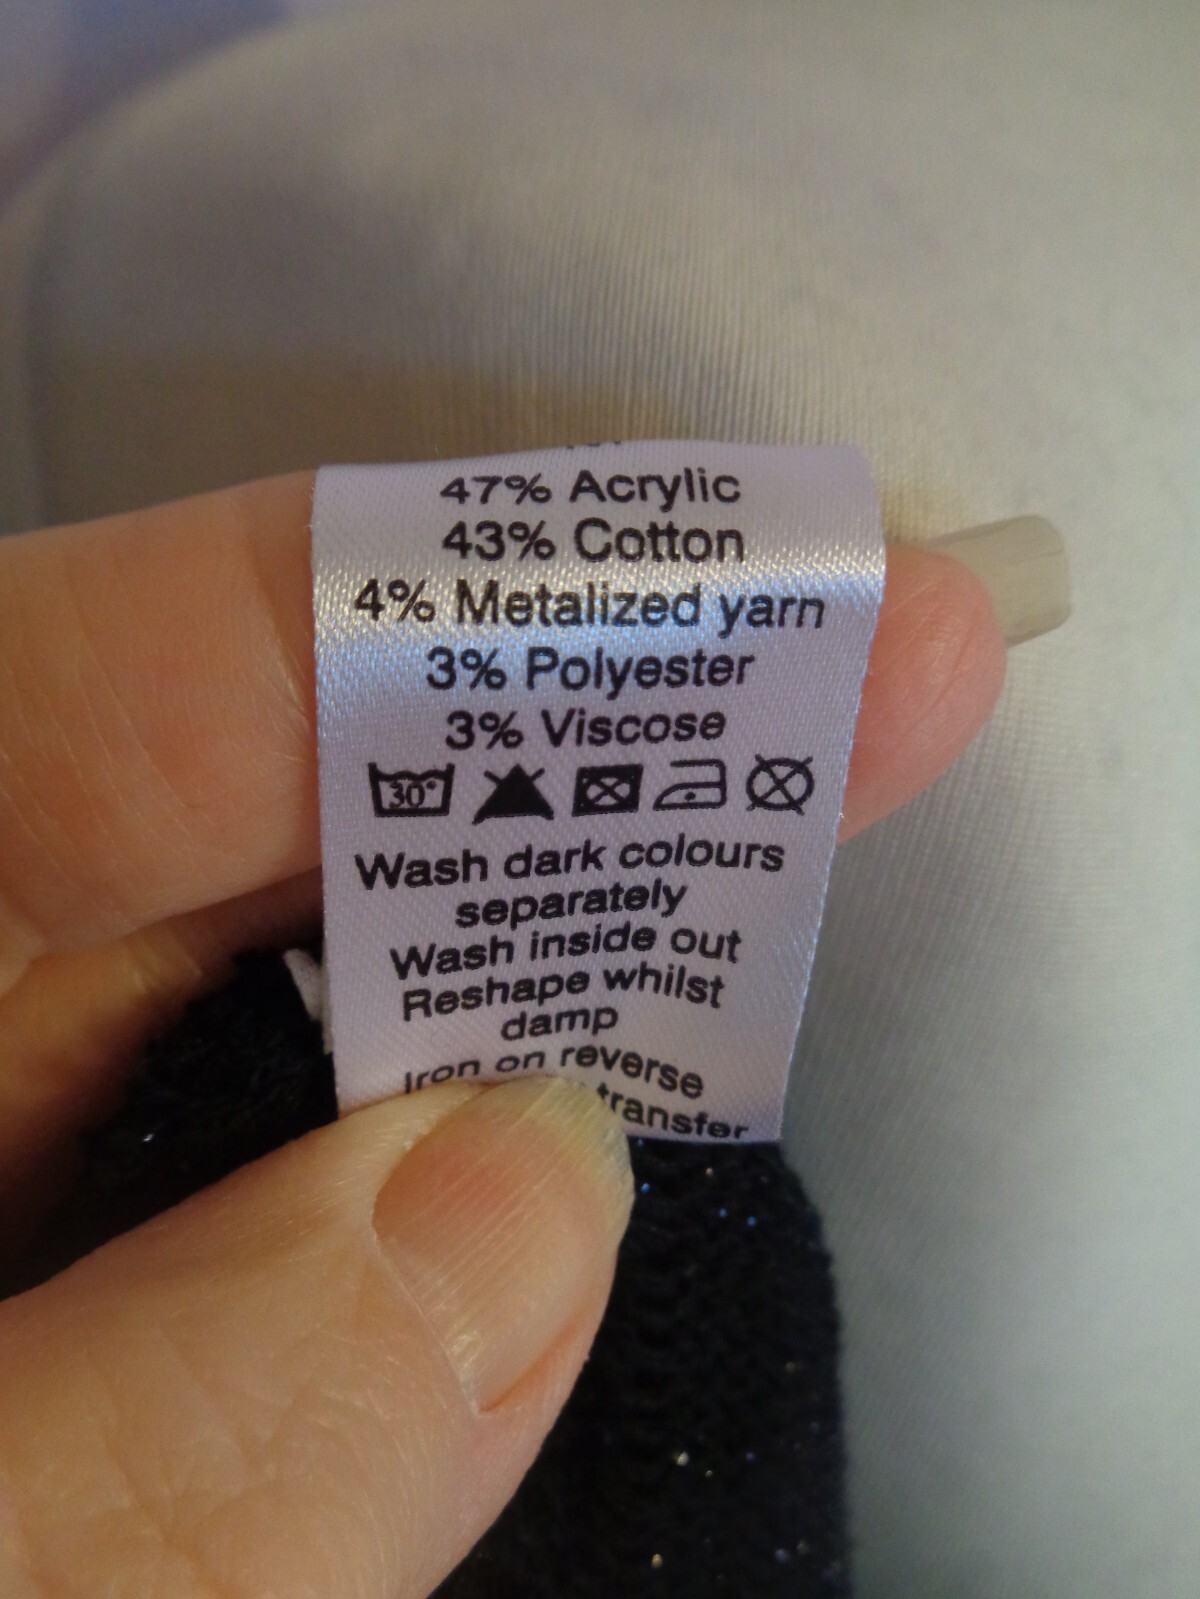 47% Acrylic
43% Cotton
4% Metalized yarn
3% Polyester
3% Viscose
30°
Wash dark colours
separately
Wash inside out
Reshape whilst
damp
Iron on reverse
transfer